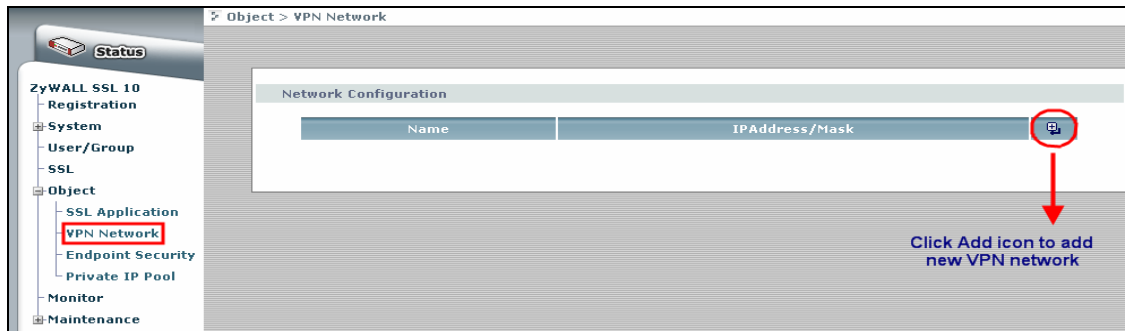 Object > VPN Network
Status
ZyWALL SSL 10
Registration
System
User/Group
SSL
Object
SSL Application
VPN Network
Endpoint Security
Private IP Pool
Monitor
Maintenance
Network Configuration
Name IPAddress/Mask
Click Add icon to add
new VPN network